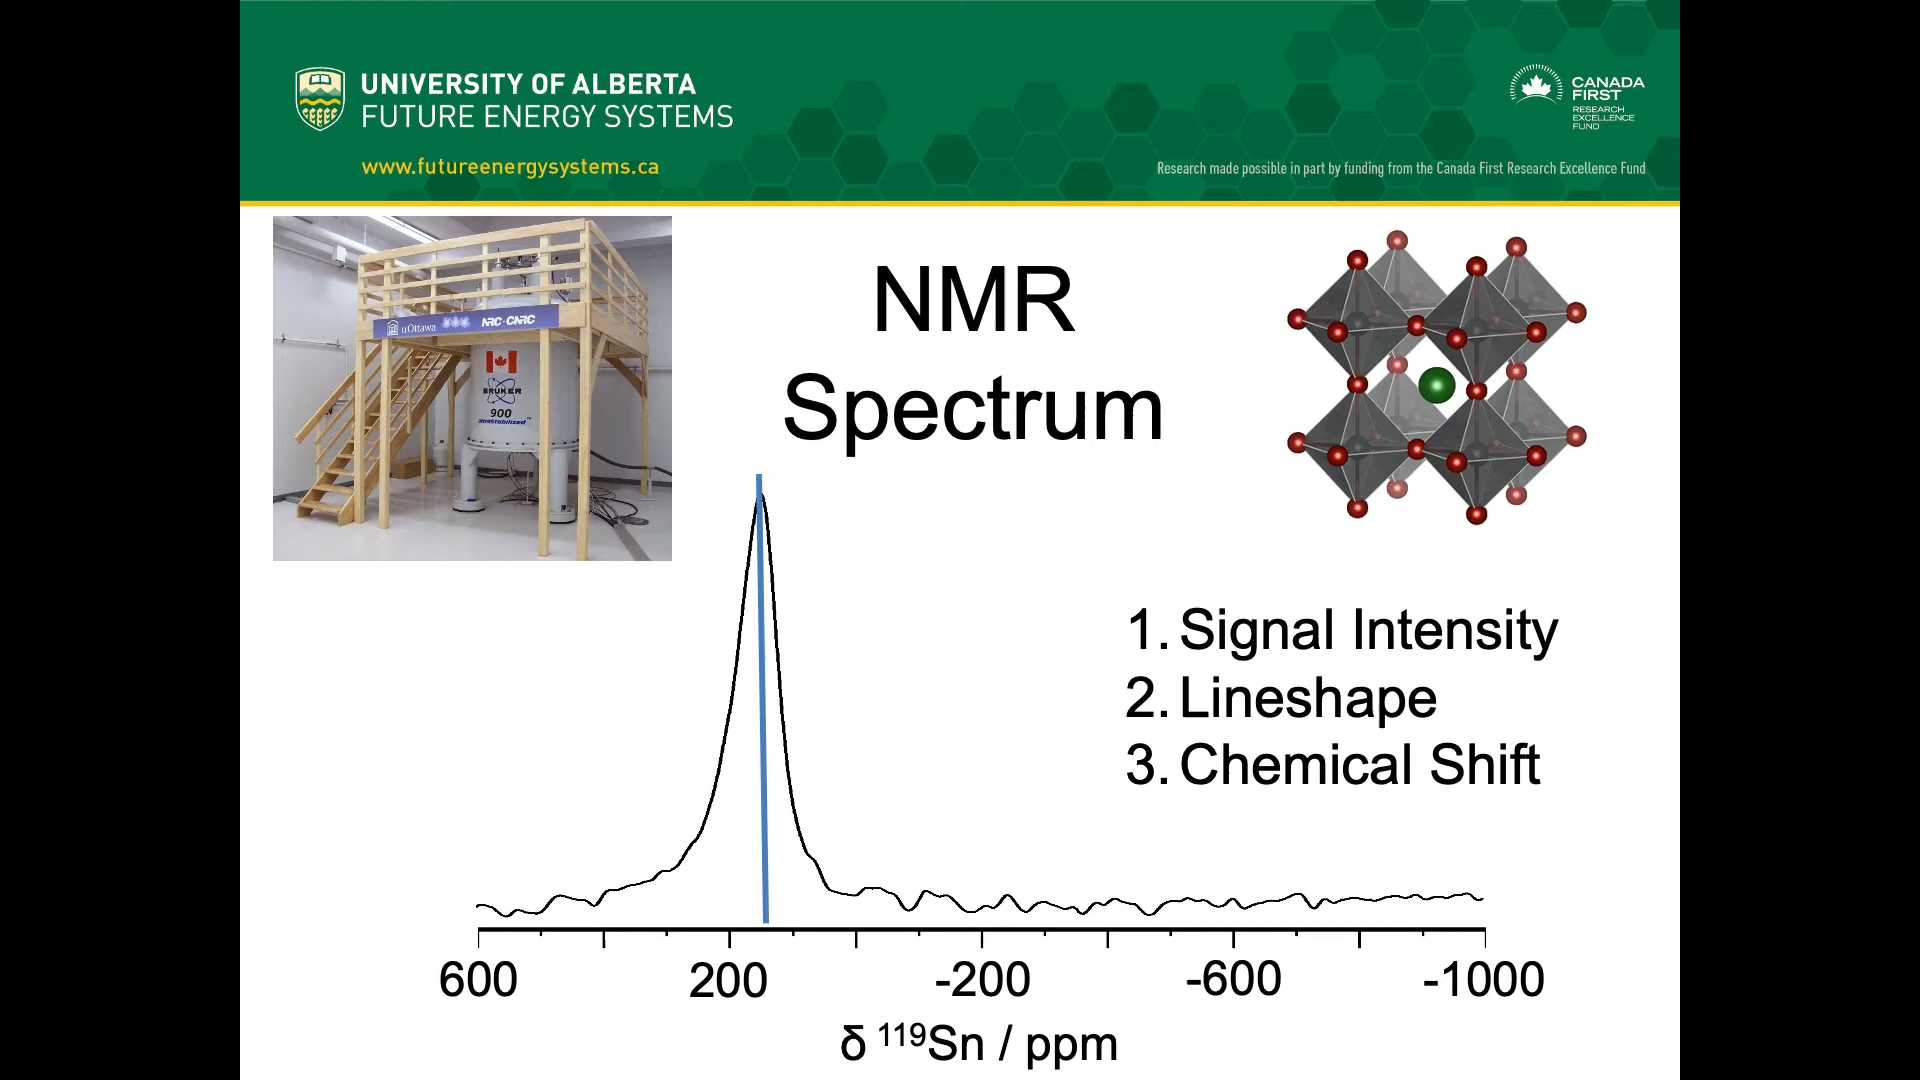 UNIVERSITY OF ALBERTA
FUTURE ENERGY SYSTEMS
www.futureenergysystems.ca
CANADA
FIRST
RESEARCH
EXCELLENCE
FUND
Research made possible in part by funding from the Canada First Research Excellence Fund
uOttawa
NRC·CNRC
BRUKER
900
ultrastabilized™
NMR
Spectrum
1. Signal Intensity
2. Lineshape
3. Chemical Shift
600 200 -200 -600 -1000
δ ¹¹⁹Sn / ppm